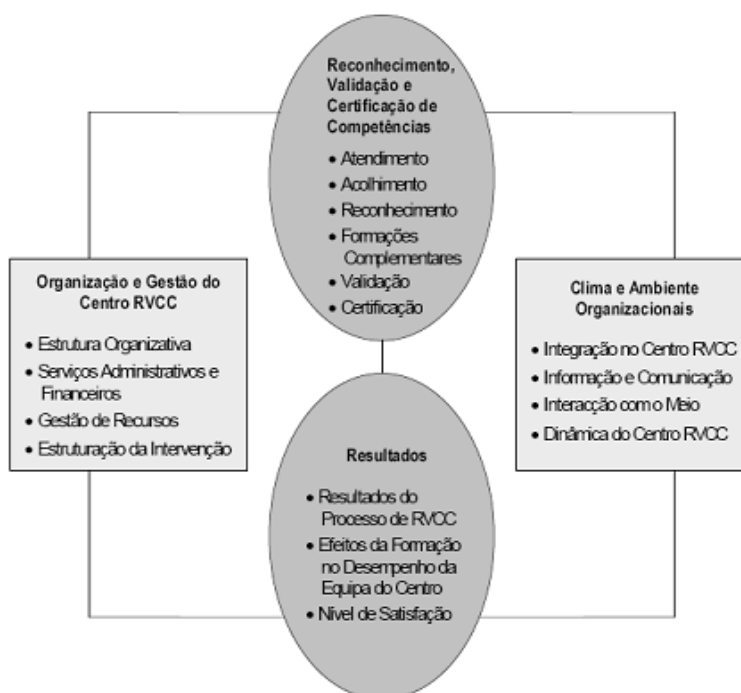 Reconhecimento,
Validação e
Certificação de
Competências
• Atendimento
• Acolhimento
• Reconhecimento
• Formações
Complementares
• Validação
• Certificação
Organização e Gestão do
Centro RVCC
• Estrutura Organizativa
• Serviços Administrativos e
Financeiros
• Gestão de Recursos
• Estruturação da Intervenção
Clima e Ambiente
Organizacionais
• Integração no Centro RVCC
• Informação e Comunicação
• Interacção com o Meio
• Dinâmica do Centro RVCC
Resultados
• Resultados do
Processo de RVCC
• Efeitos da Formação
no Desempenho da
Equipa do Centro
• Nivel de Satisfação